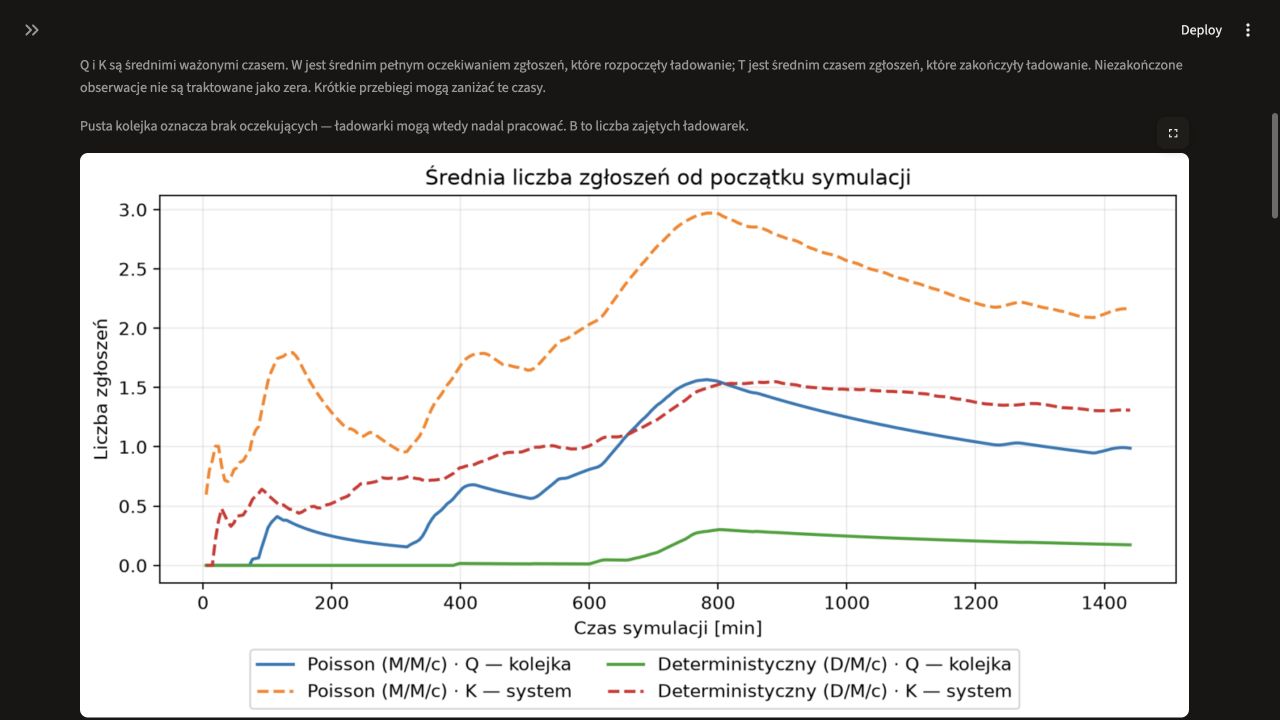 Deploy
Q i K są średnimi ważonymi czasem. W jest średnim pełnym oczekiwaniem zgłoszeń, które rozpoczęły ładowanie; T jest średnim czasem zgłoszeń, które zakończyły ładowanie. Niezakończone
obserwacje nie są traktowane jako zera. Krótkie przebiegi mogą zaniżać te czasy.
Pusta kolejka oznacza brak oczekujących — ładowarki mogą wtedy nadal pracować. B to liczba zajętych ładowarek.
Średnia liczba zgłoszeń od początku symulacji
Liczba zgłoszeń
3.0
2.5
2.0
1.5
1.0
0.5
0.0
0 200 400 600 800 1000 1200 1400
Czas symulacji [min]
Poisson (M/M/c) · Q — kolejka
Poisson (M/M/c) · K — system
Deterministyczny (D/M/c) · Q — kolejka
Deterministyczny (D/M/c) · K — system